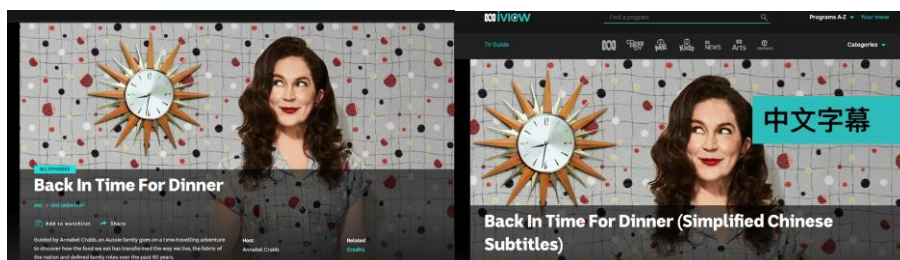 ALL EPISODES
Back In Time For Dinner
ABC // DOCUMENTARY
Add to watchlist Share
Guided by Annabel Crabb, an Aussie family goes on a time-travelling adventure
to discover how the food we eat has transformed the way we live, the fabric of
the nation and defined family roles over the past 60 years.
Host
Annabel Crabb
Related
Credits
iview
Find a program
Programs A-Z
Your iview
TV Guide
ABC COMEDY ME Kids NEWS Arts
Categories
中文字幕
Back In Time For Dinner (Simplified Chinese
Subtitles)